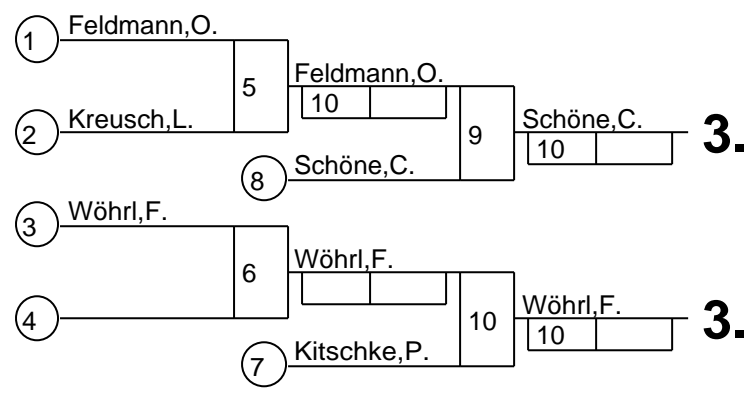 1 Feldmann,O.
5 Feldmann,O.
10
2 Kreusch,L.
9 Schöne,C. 3.
10
8 Schöne,C.
3 Wöhrl,F.
6 Wöhrl,F.
4
10 Wöhrl,F. 3.
10
7 Kitschke,P.